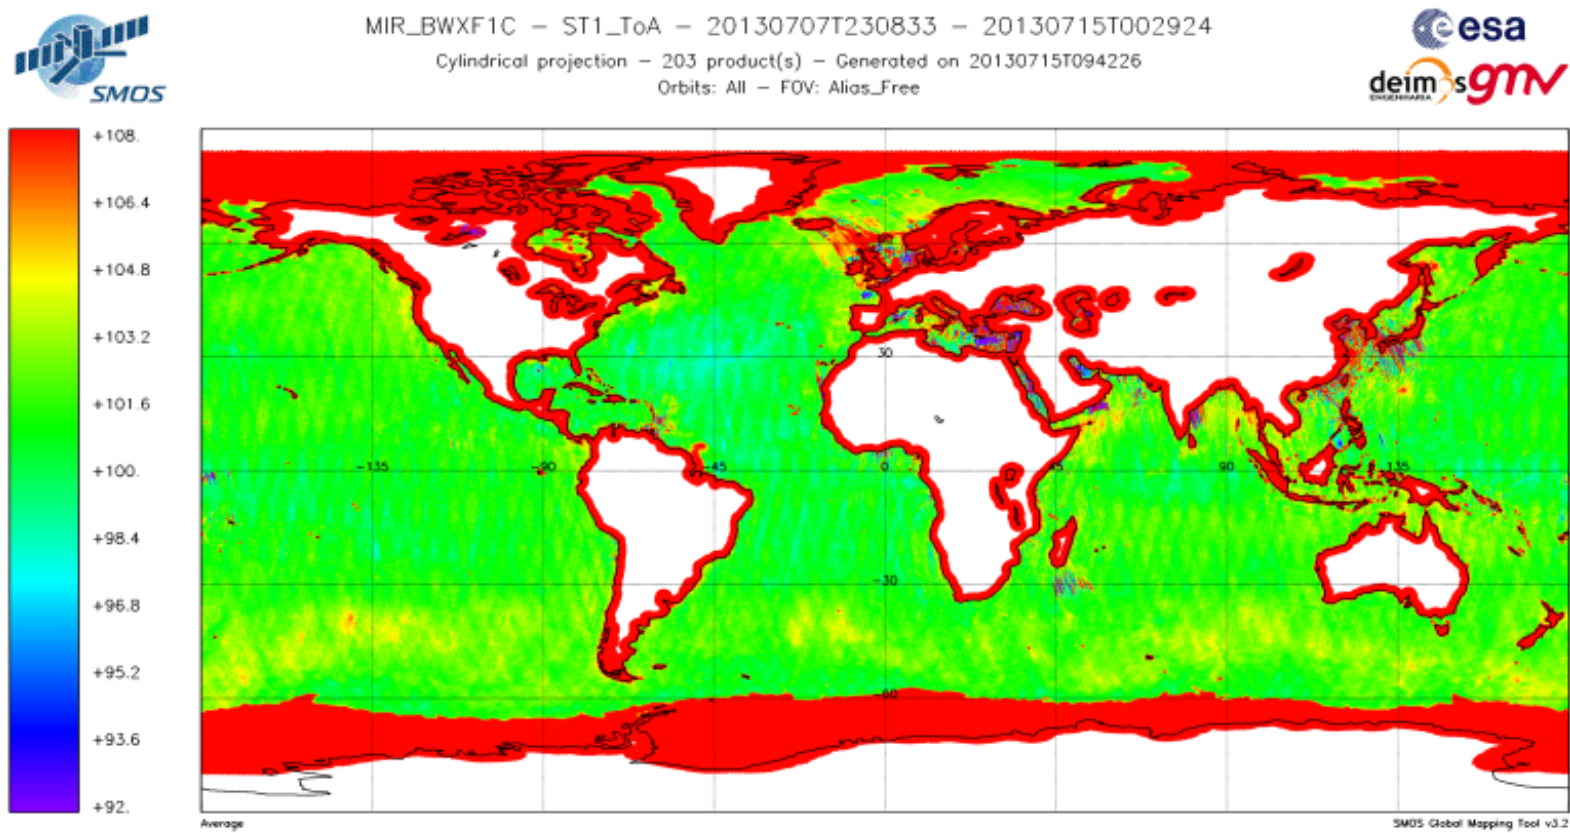 MIR_BWXF1C – ST1_ToA – 20130707T230833 – 20130715T002924
Cylindrical projection – 203 product(s) – Generated on 20130715T094226
Orbits: All – FOV: Alias_Free
SMOS
esa
deimos
ENGENHARIA
gmv
+108.
+106.4
+104.8
+103.2
+101.6
+100.
+98.4
+96.8
+95.2
+93.6
+92.
30
-135
-90
-45
0
45
90
135
-30
-60
Average
SMOS Global Mapping Tool v3.2